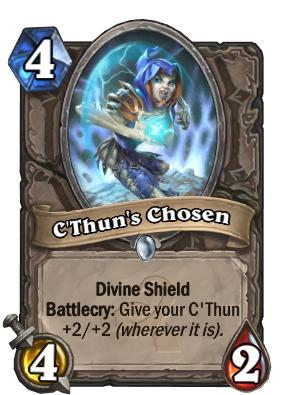 4
C'Thun's Chosen
Divine Shield
Battlecry: Give your C'Thun
+2/+2 (wherever it is).
4
2